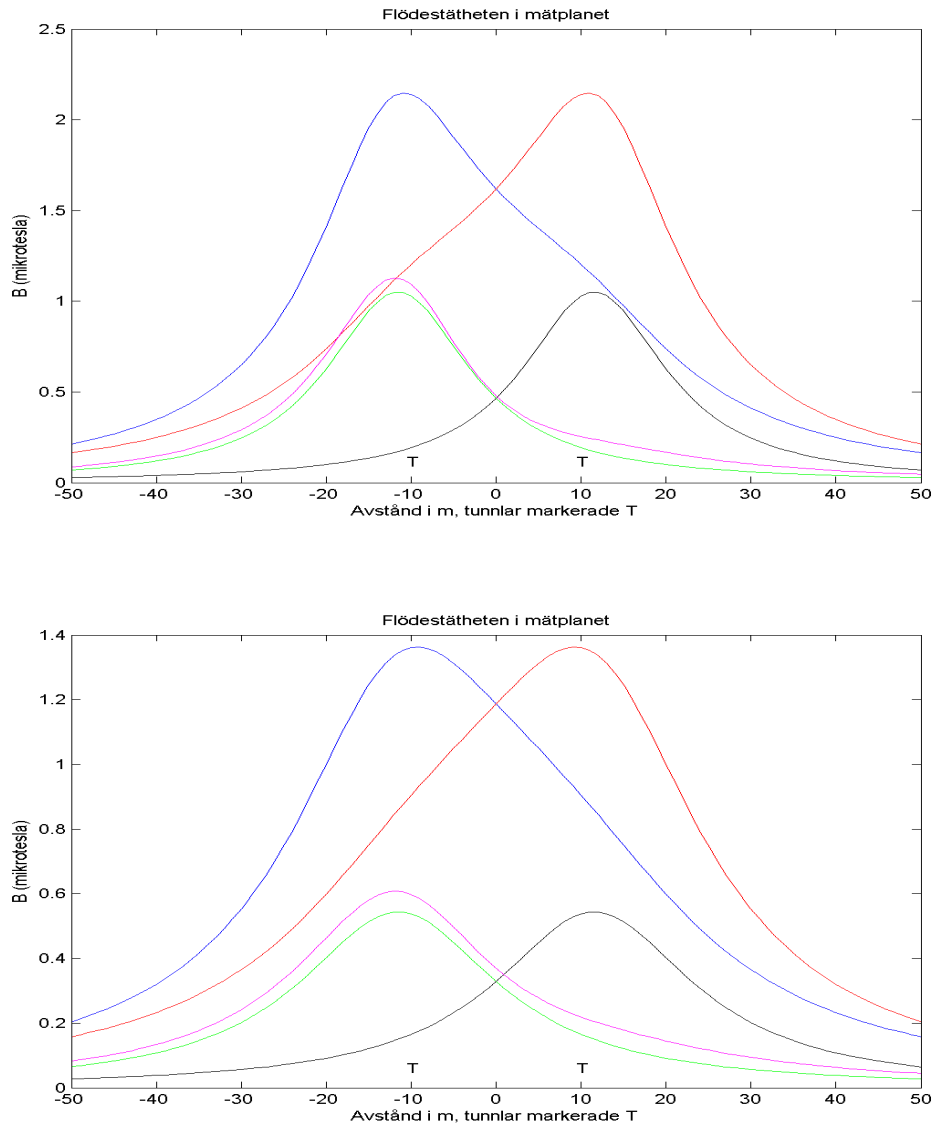 Flödestätheten i mätplanet
2.5
2
1.5
1
0.5
0
B (mikrotesla)
T T
-50 -40 -30 -20 -10 0 10 20 30 40 50
Avstånd i m, tunnlar markerade T
Flödestätheten i mätplanet
1.4
1.2
1
0.8
0.6
0.4
0.2
0
B (mikrotesla)
T T
-50 -40 -30 -20 -10 0 10 20 30 40 50
Avstånd i m, tunnlar markerade T